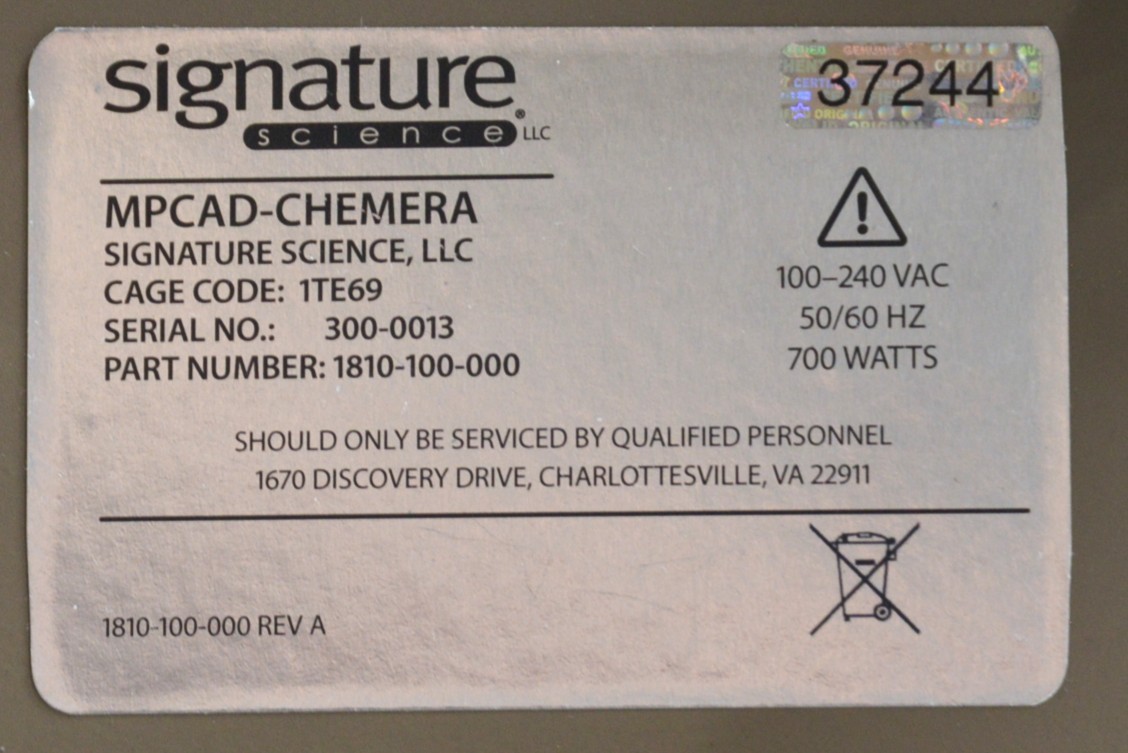 signature®
science LLC
37244
MPCAD-CHEMERA
SIGNATURE SCIENCE, LLC
CAGE CODE: 1TE69
SERIAL NO.: 300-0013
PART NUMBER: 1810-100-000
100–240 VAC
50/60 HZ
700 WATTS
SHOULD ONLY BE SERVICED BY QUALIFIED PERSONNEL
1670 DISCOVERY DRIVE, CHARLOTTESVILLE, VA 22911
1810-100-000 REV A